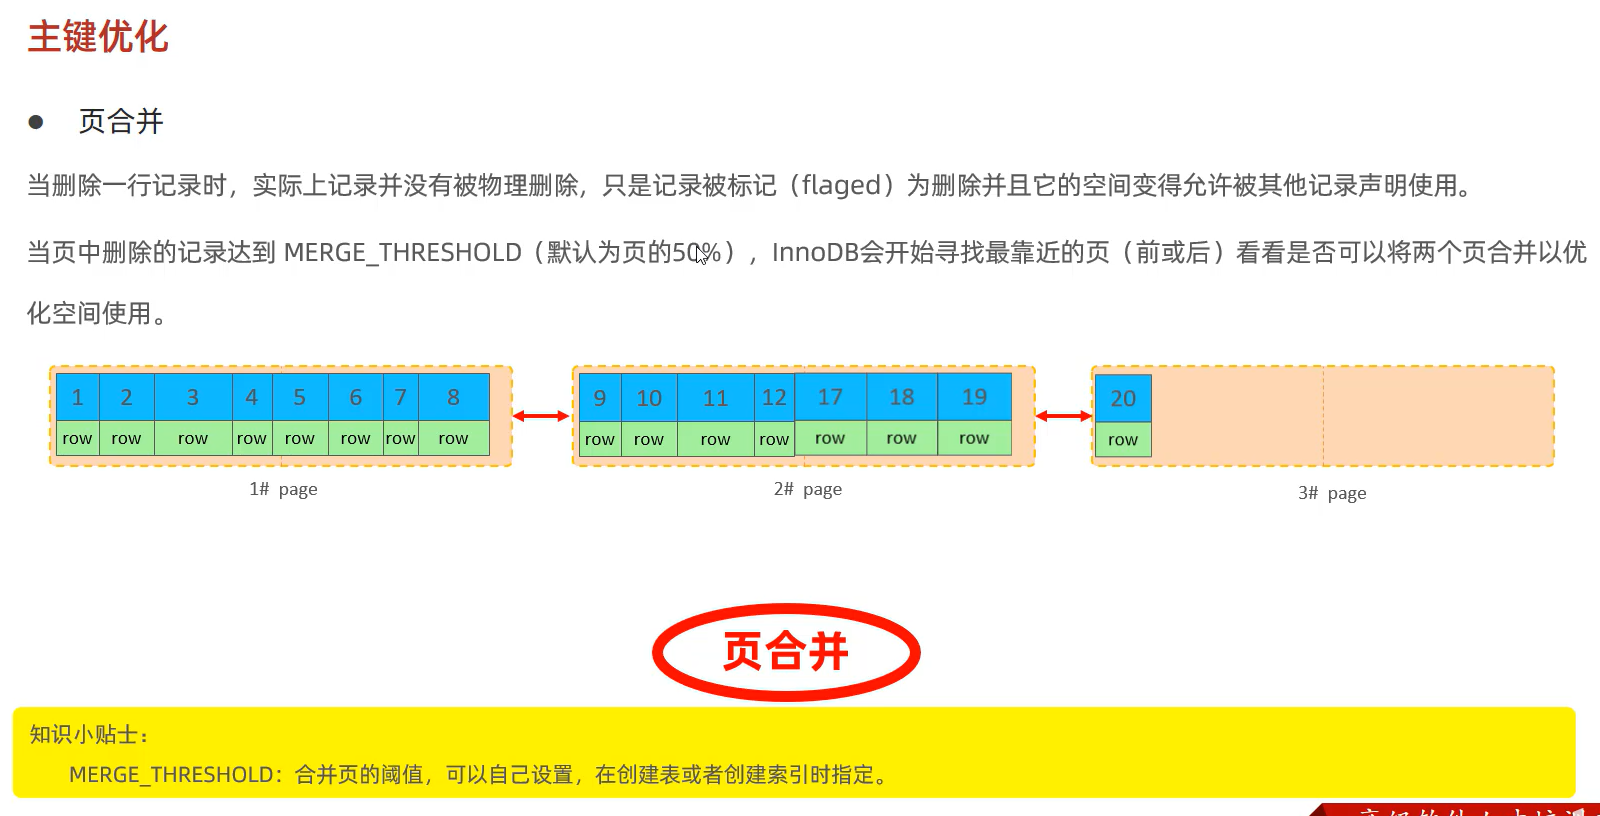 主键优化
● 页合并
当删除一行记录时，实际上记录并没有被物理删除，只是记录被标记（flaged）为删除并且它的空间变得允许被其他记录声明使用。
当页中删除的记录达到 MERGE_THRESHOLD（默认为页的50%），InnoDB会开始寻找最靠近的页（前或后）看看是否可以将两个页合并以优
化空间使用。
1 2 3 4 5 6 7 8
row row row row row row row row
1# page
9 10 11 12 17 18 19
row row row row row row row
2# page
20
row
3# page
页合并
知识小贴士：
MERGE_THRESHOLD：合并页的阈值，可以自己设置，在创建表或者创建索引时指定。